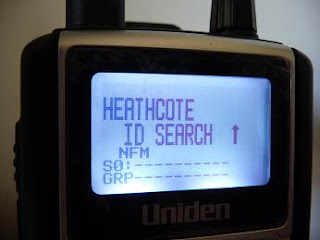 HEATHCOTE
ID SEARCH ↑
NFM
S0:----------
GRP----------
Uniden